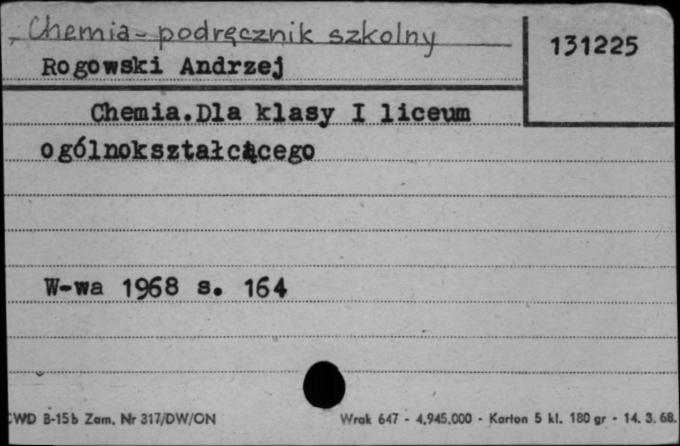 Chemia - podręcznik szkolny
131225
Rogowski Andrzej
Chemia.Dla klasy I liceum
ogólnokształcącego
W-wa 1968 s. 164
CWD B-15b Zam. Nr 317/DW/ON Wrak 647 - 4.945.000 - Karton 5 kl. 180 gr - 14. 3. 68.